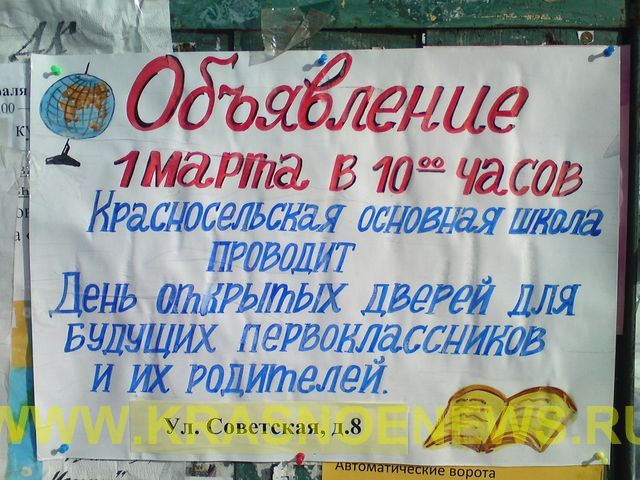 ДК
Объявление
1 марта в 10⁰⁰ часов
Красносельская основная школа
проводит
День открытых дверей для
будущих первоклассников
и их родителей.
Ул. Советская, д.8
WWW.KRASNOENEWS.RU
Автоматические ворота